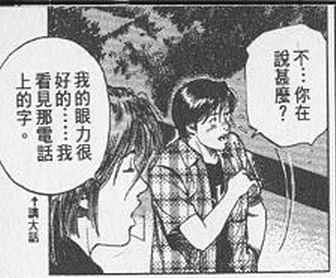 不…你在
說甚麼？
我的眼力很
好的……我
看見那電話
上的字。
↑講大話